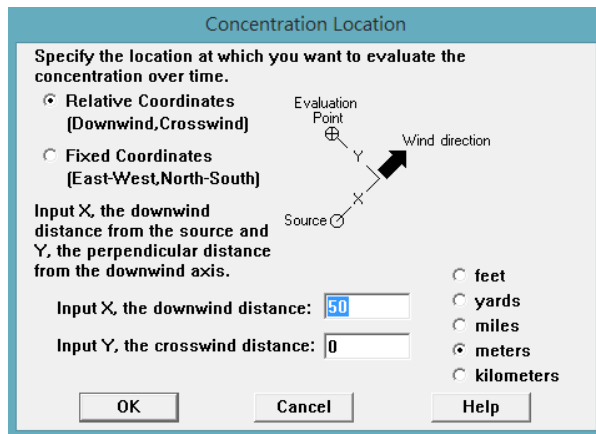 Concentration Location
Specify the location at which you want to evaluate the
concentration over time.
Relative Coordinates
(Downwind,Crosswind)
Fixed Coordinates
(East-West,North-South)
Evaluation
Point
Y
Wind direction
X
Source
Input X, the downwind
distance from the source and
Y, the perpendicular distance
from the downwind axis.
Input X, the downwind distance: 50
Input Y, the crosswind distance: 0
feet
yards
miles
meters
kilometers
OK Cancel Help